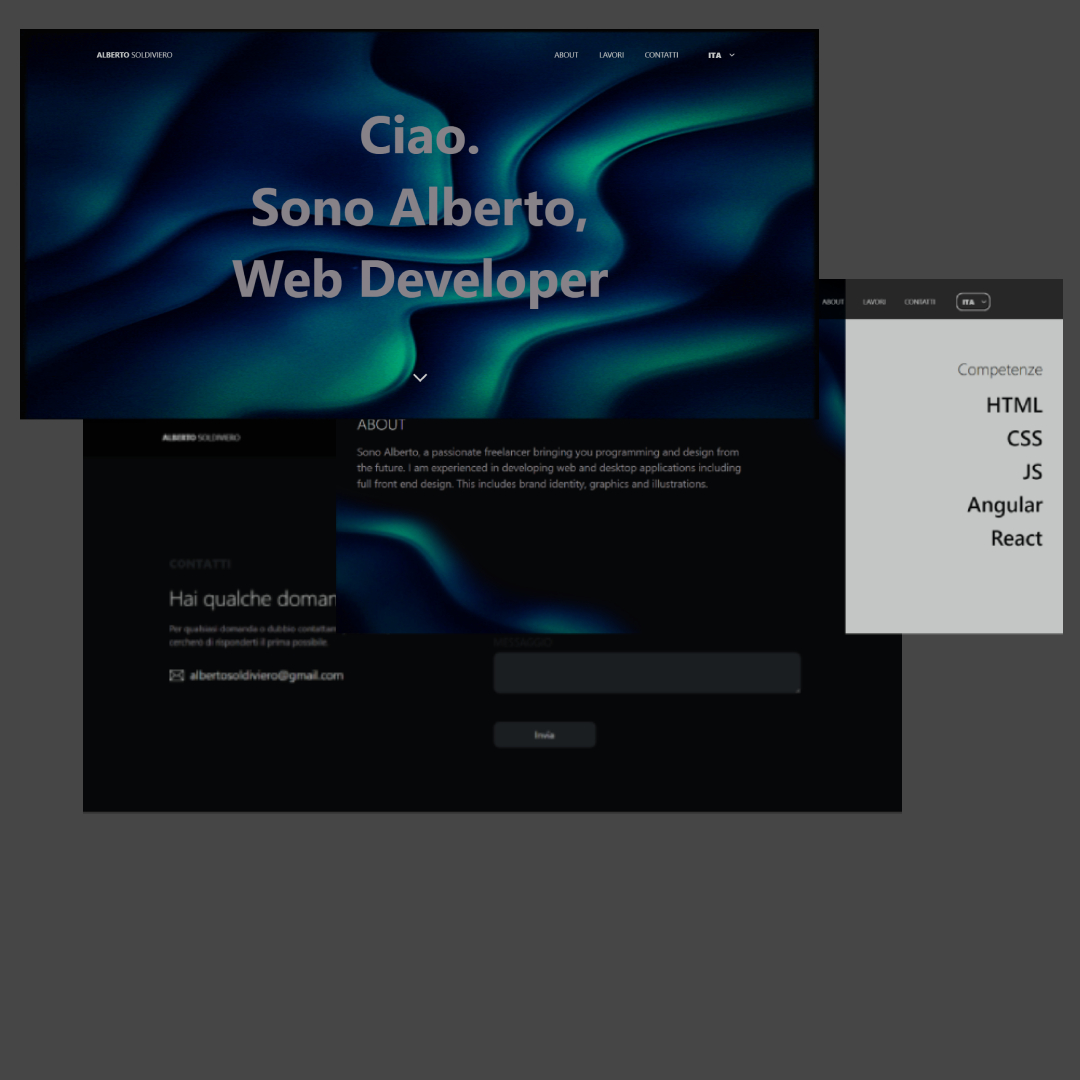 ALBERTO SOLDIVIERO
ABOUT LAVORI CONTATTI ITA
Ciao.
Sono Alberto,
Web Developer
ABOUT LAVORI CONTATTI ITA
Competenze
HTML
CSS
JS
Angular
React
ABOUT
Sono Alberto, a passionate freelancer bringing you programming and design from
the future. I am experienced in developing web and desktop applications including
full front end design. This includes brand identity, graphics and illustrations.
ALBERTO SOLDIVIERO
CONTATTI
Hai qualche doman
Per qualsiasi domanda o dubbio contattam
cercherò di risponderti il prima possibile.
albertosoldiviero@gmail.com
MESSAGGIO
Invia